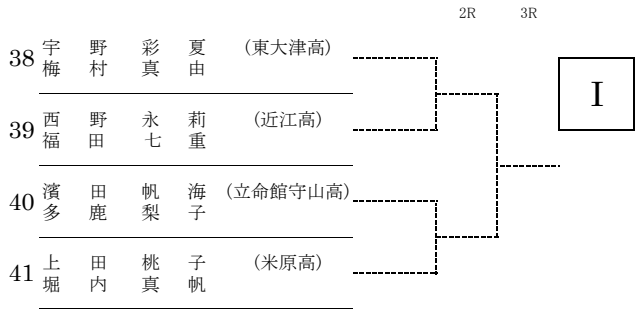 2R 3R
38 宇野 彩夏 (東大津高)
梅村 真由
39 西野 永莉 (近江高)
福田 七重
40 濱田 帆海 (立命館守山高)
多鹿 梨子
41 上田 桃子 (米原高)
堀内 真帆
I